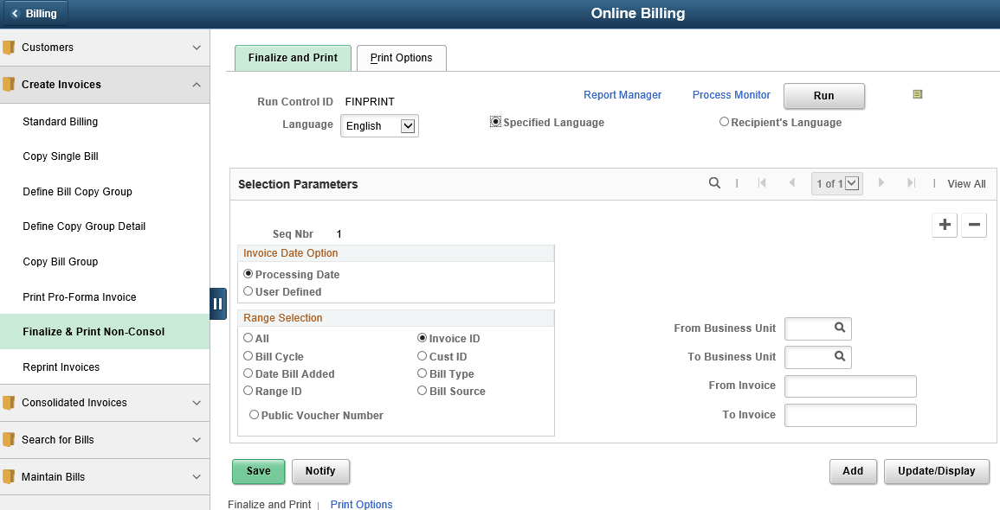 Billing
Online Billing
Customers
Create Invoices
Standard Billing
Copy Single Bill
Define Bill Copy Group
Define Copy Group Detail
Copy Bill Group
Print Pro-Forma Invoice
Finalize & Print Non-Consol
Reprint Invoices
Consolidated Invoices
Search for Bills
Maintain Bills
Finalize and Print
Print Options
Run Control ID FINPRINT
Report Manager
Process Monitor
Run
Language English
Specified Language
Recipient's Language
Selection Parameters
1 of 1
View All
Seq Nbr 1
Invoice Date Option
Processing Date
User Defined
Range Selection
All
Invoice ID
Bill Cycle
Cust ID
Date Bill Added
Bill Type
Range ID
Bill Source
Public Voucher Number
From Business Unit
To Business Unit
From Invoice
To Invoice
Save
Notify
Add
Update/Display
Finalize and Print | Print Options